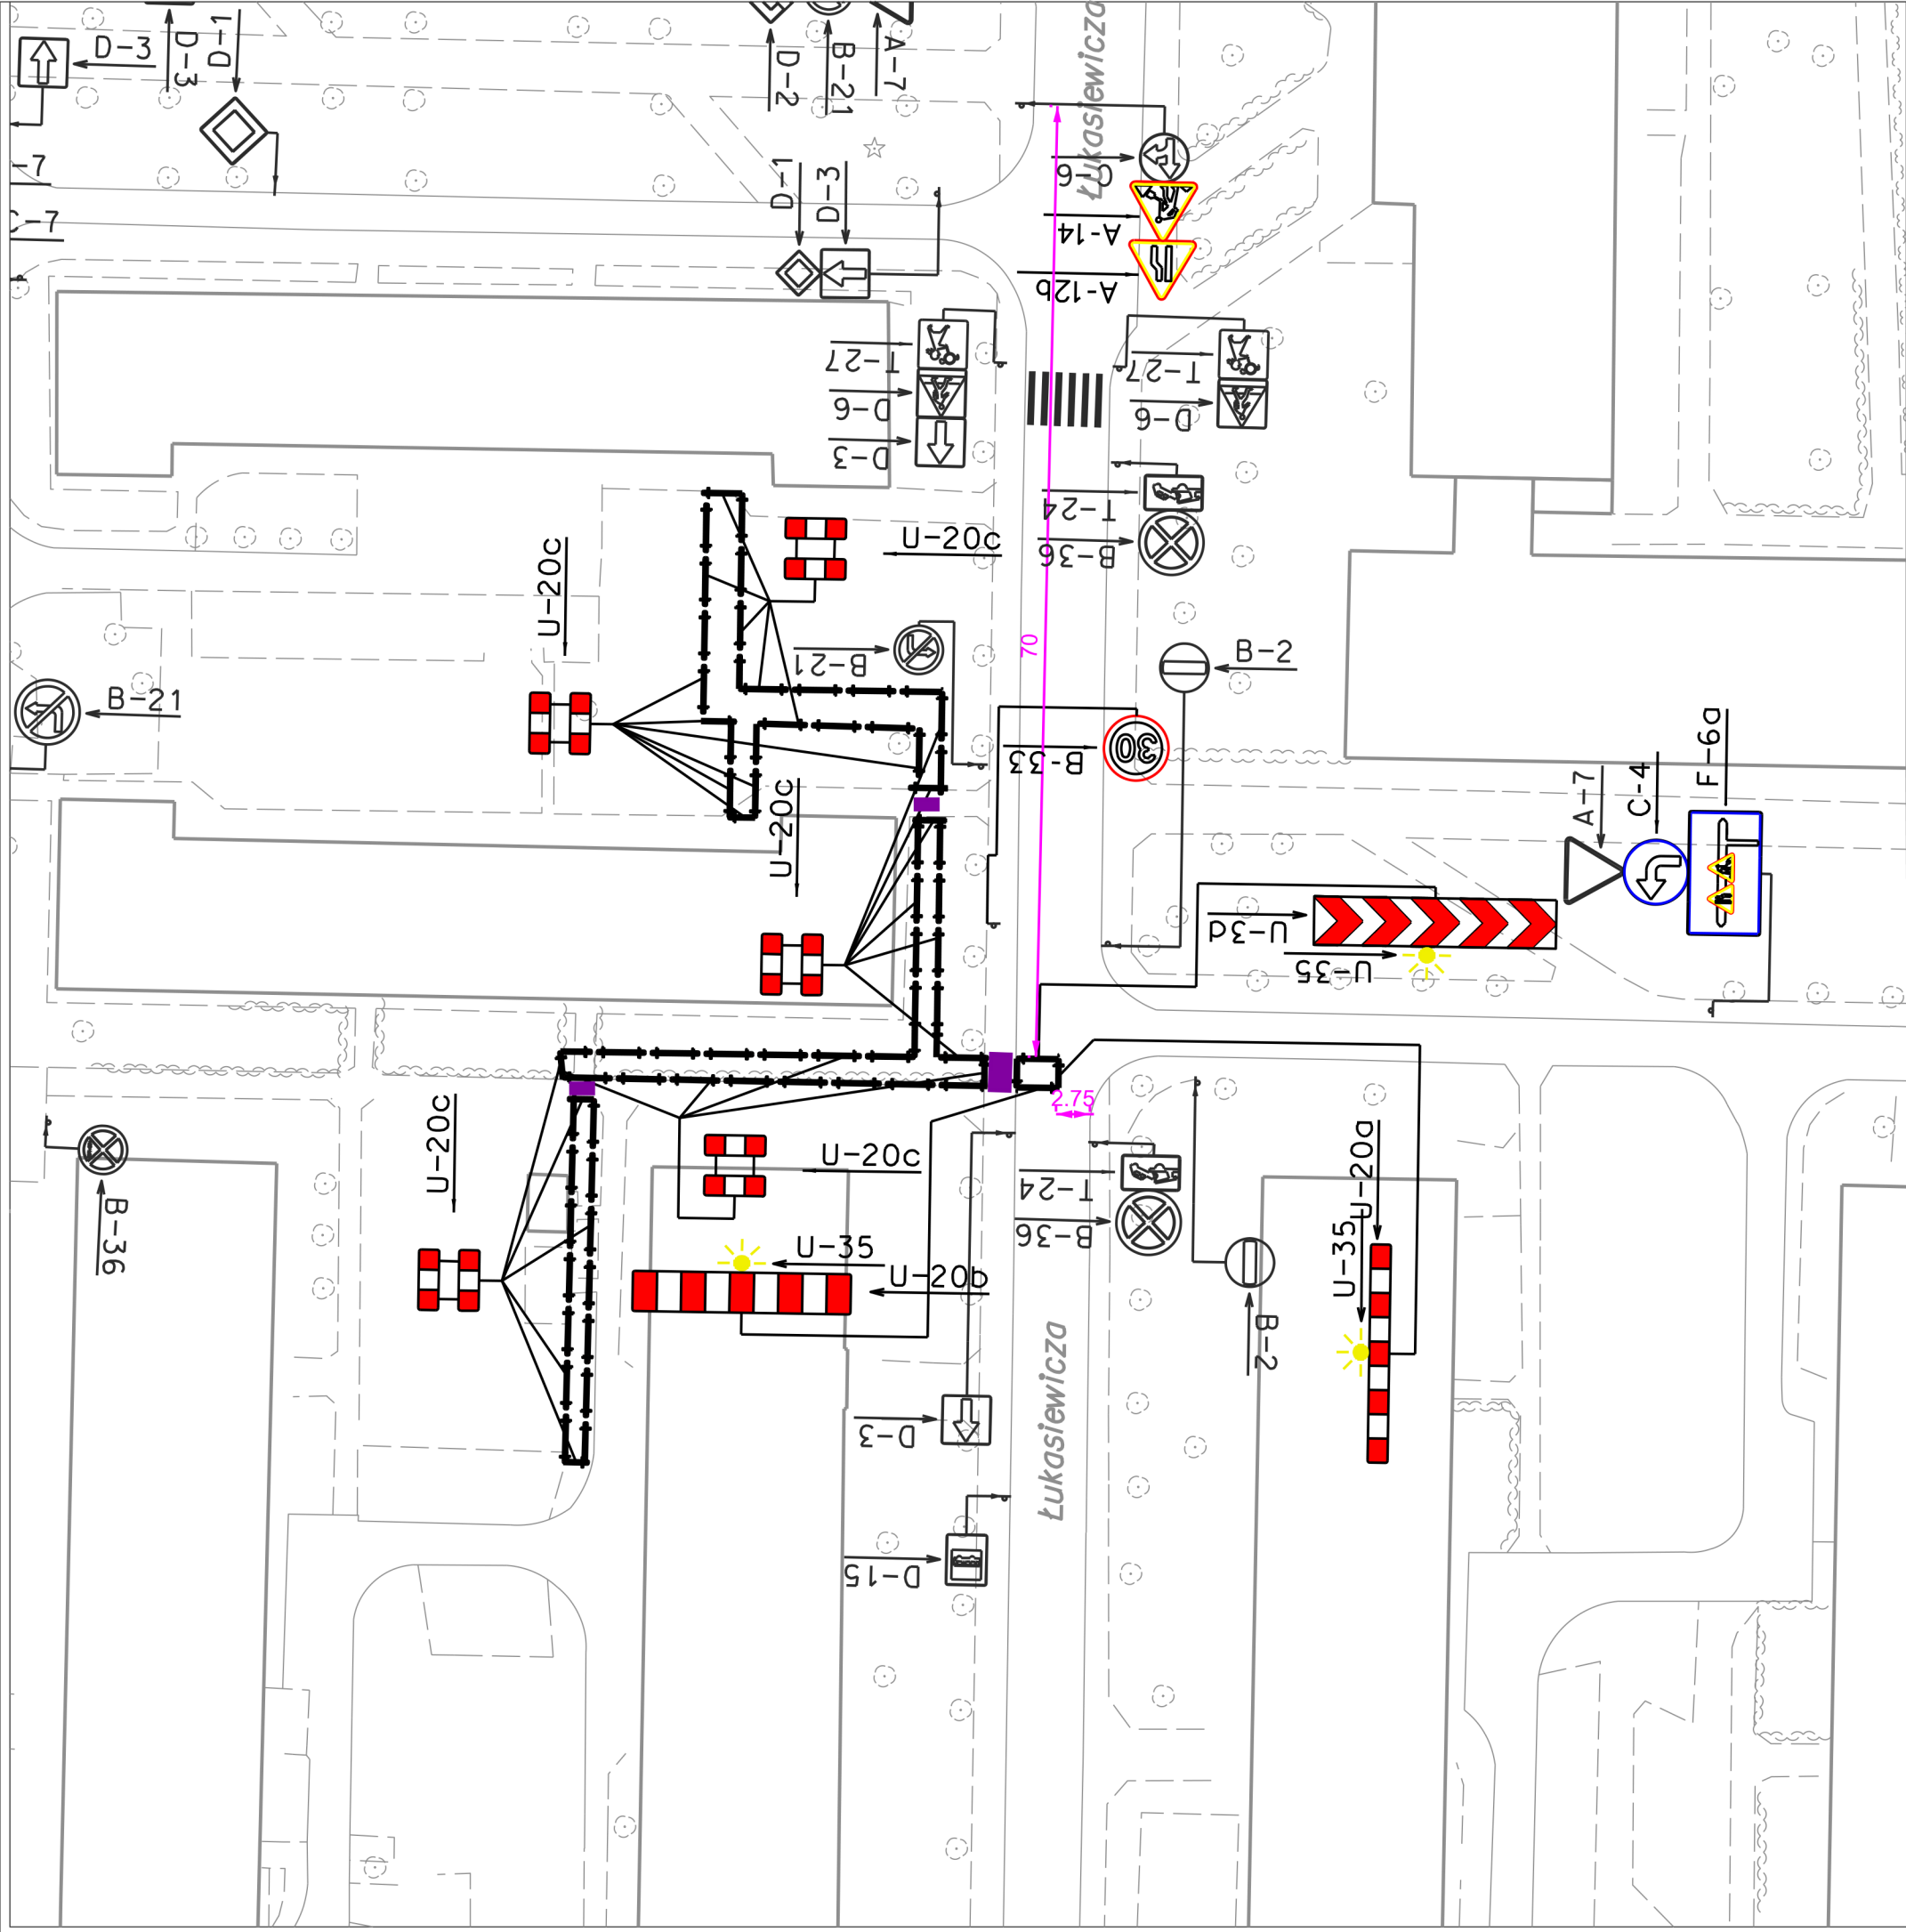 D-3
D-3
D-1
D-2
B-21
A-7
Łukasiewicza
-7
C-7
D-1
D-3
C-6
A-14
A-12b
T-27
D-6
D-3
T-27
D-6
T-24
B-36
U-20c
U-20c
B-21
70
B-2
B-21
B-33
30
U-20c
A-7
C-4
F-6a
U-3d
U-35
2.75
U-20c
U-20c
T-24
B-36
U-20a
U-35
B-36
U-35
U-20b
B-2
Łukasiewicza
D-3
D-15